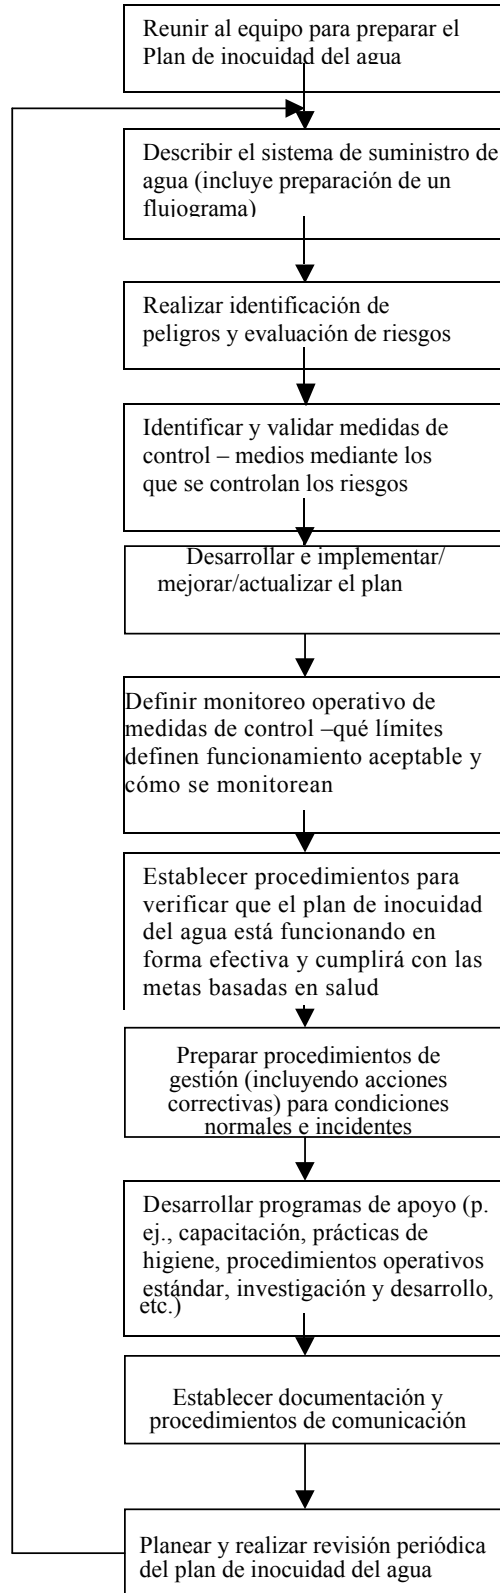 Reunir al equipo para preparar el
Plan de inocuidad del agua
Describir el sistema de suministro de
agua (incluye preparación de un
flujograma)
Realizar identificación de
peligros y evaluación de riesgos
Identificar y validar medidas de
control – medios mediante los
que se controlan los riesgos
Desarrollar e implementar/
mejorar/actualizar el plan
Definir monitoreo operativo de
medidas de control –qué límites
definen funcionamiento aceptable y
cómo se monitorean
Establecer procedimientos para
verificar que el plan de inocuidad
del agua está funcionando en
forma efectiva y cumplirá con las
metas basadas en salud
Preparar procedimientos de
gestión (incluyendo acciones
correctivas) para condiciones
normales e incidentes
Desarrollar programas de apoyo (p.
ej., capacitación, prácticas de
higiene, procedimientos operativos
estándar, investigación y desarrollo,
etc.)
Establecer documentación y
procedimientos de comunicación
Planear y realizar revisión periódica
del plan de inocuidad del agua